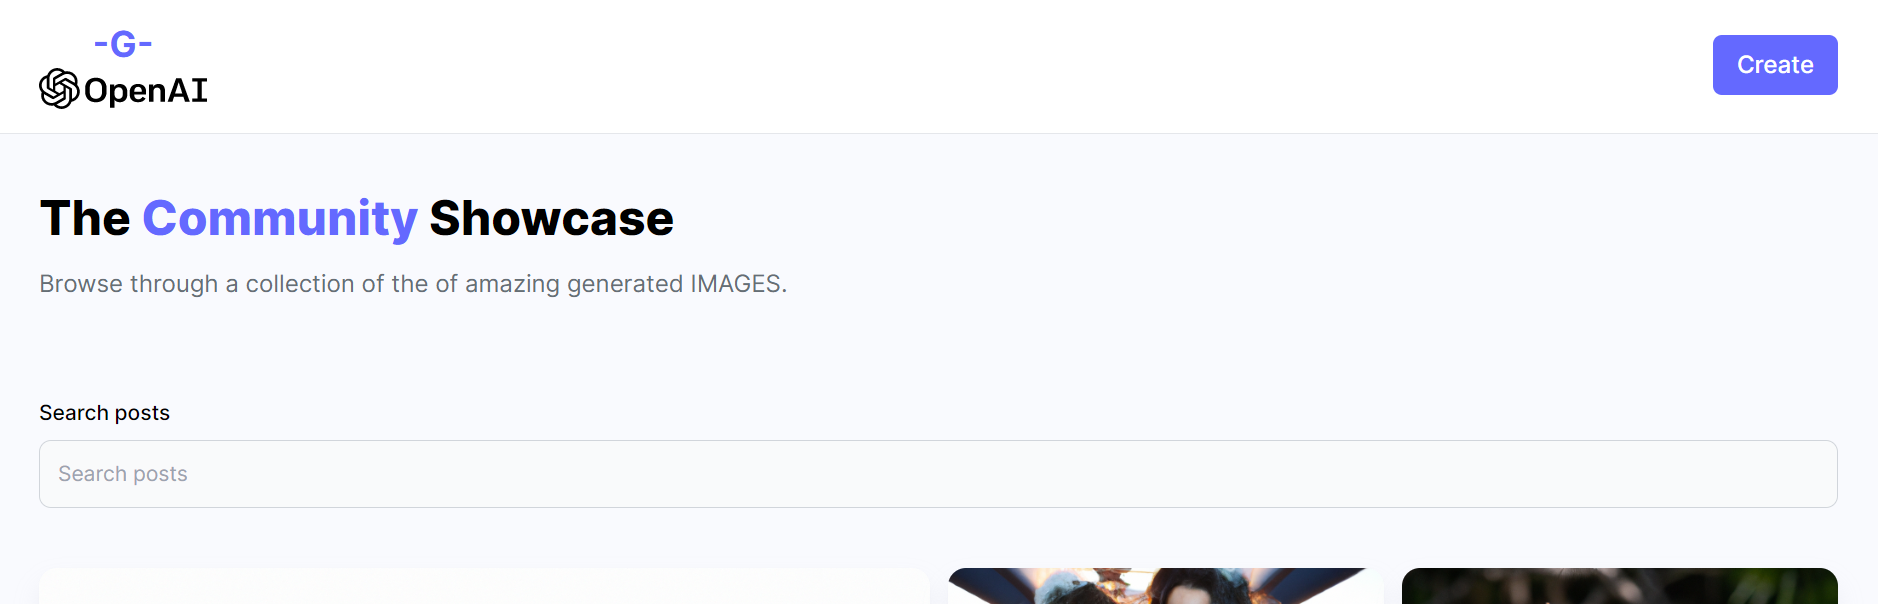 -G-
OpenAI
Create
The Community Showcase
Browse through a collection of the of amazing generated IMAGES.
Search posts
Search posts